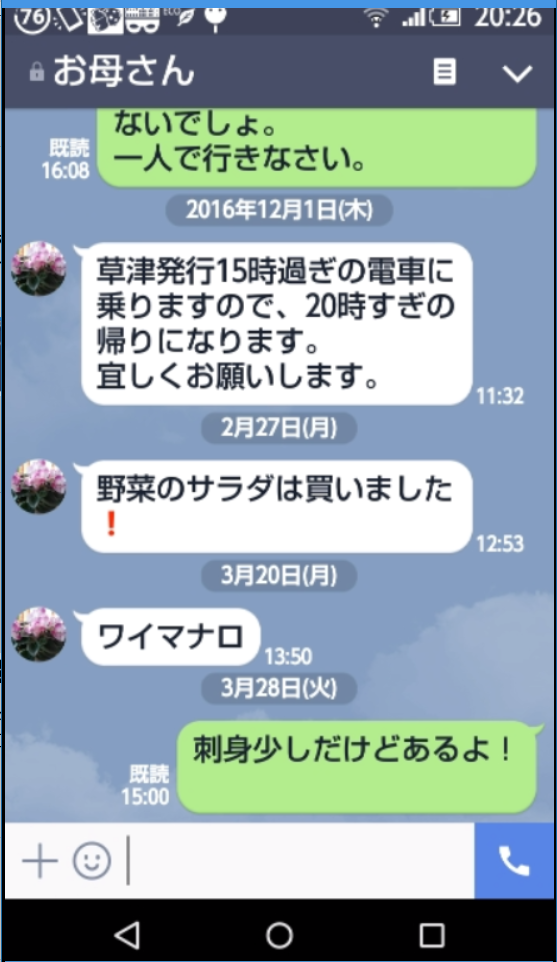 76 ECO 20:26
お母さん
ないでしょ。
一人で行きなさい。
既読
16:08
2016年12月1日(木)
草津発行15時過ぎの電車に
乗りますので、20時すぎの
帰りになります。
宜しくお願いします。
11:32
2月27日(月)
野菜のサラダは買いました
❗
12:53
3月20日(月)
ワイマナロ
13:50
3月28日(火)
刺身少しだけどあるよ!
既読
15:00